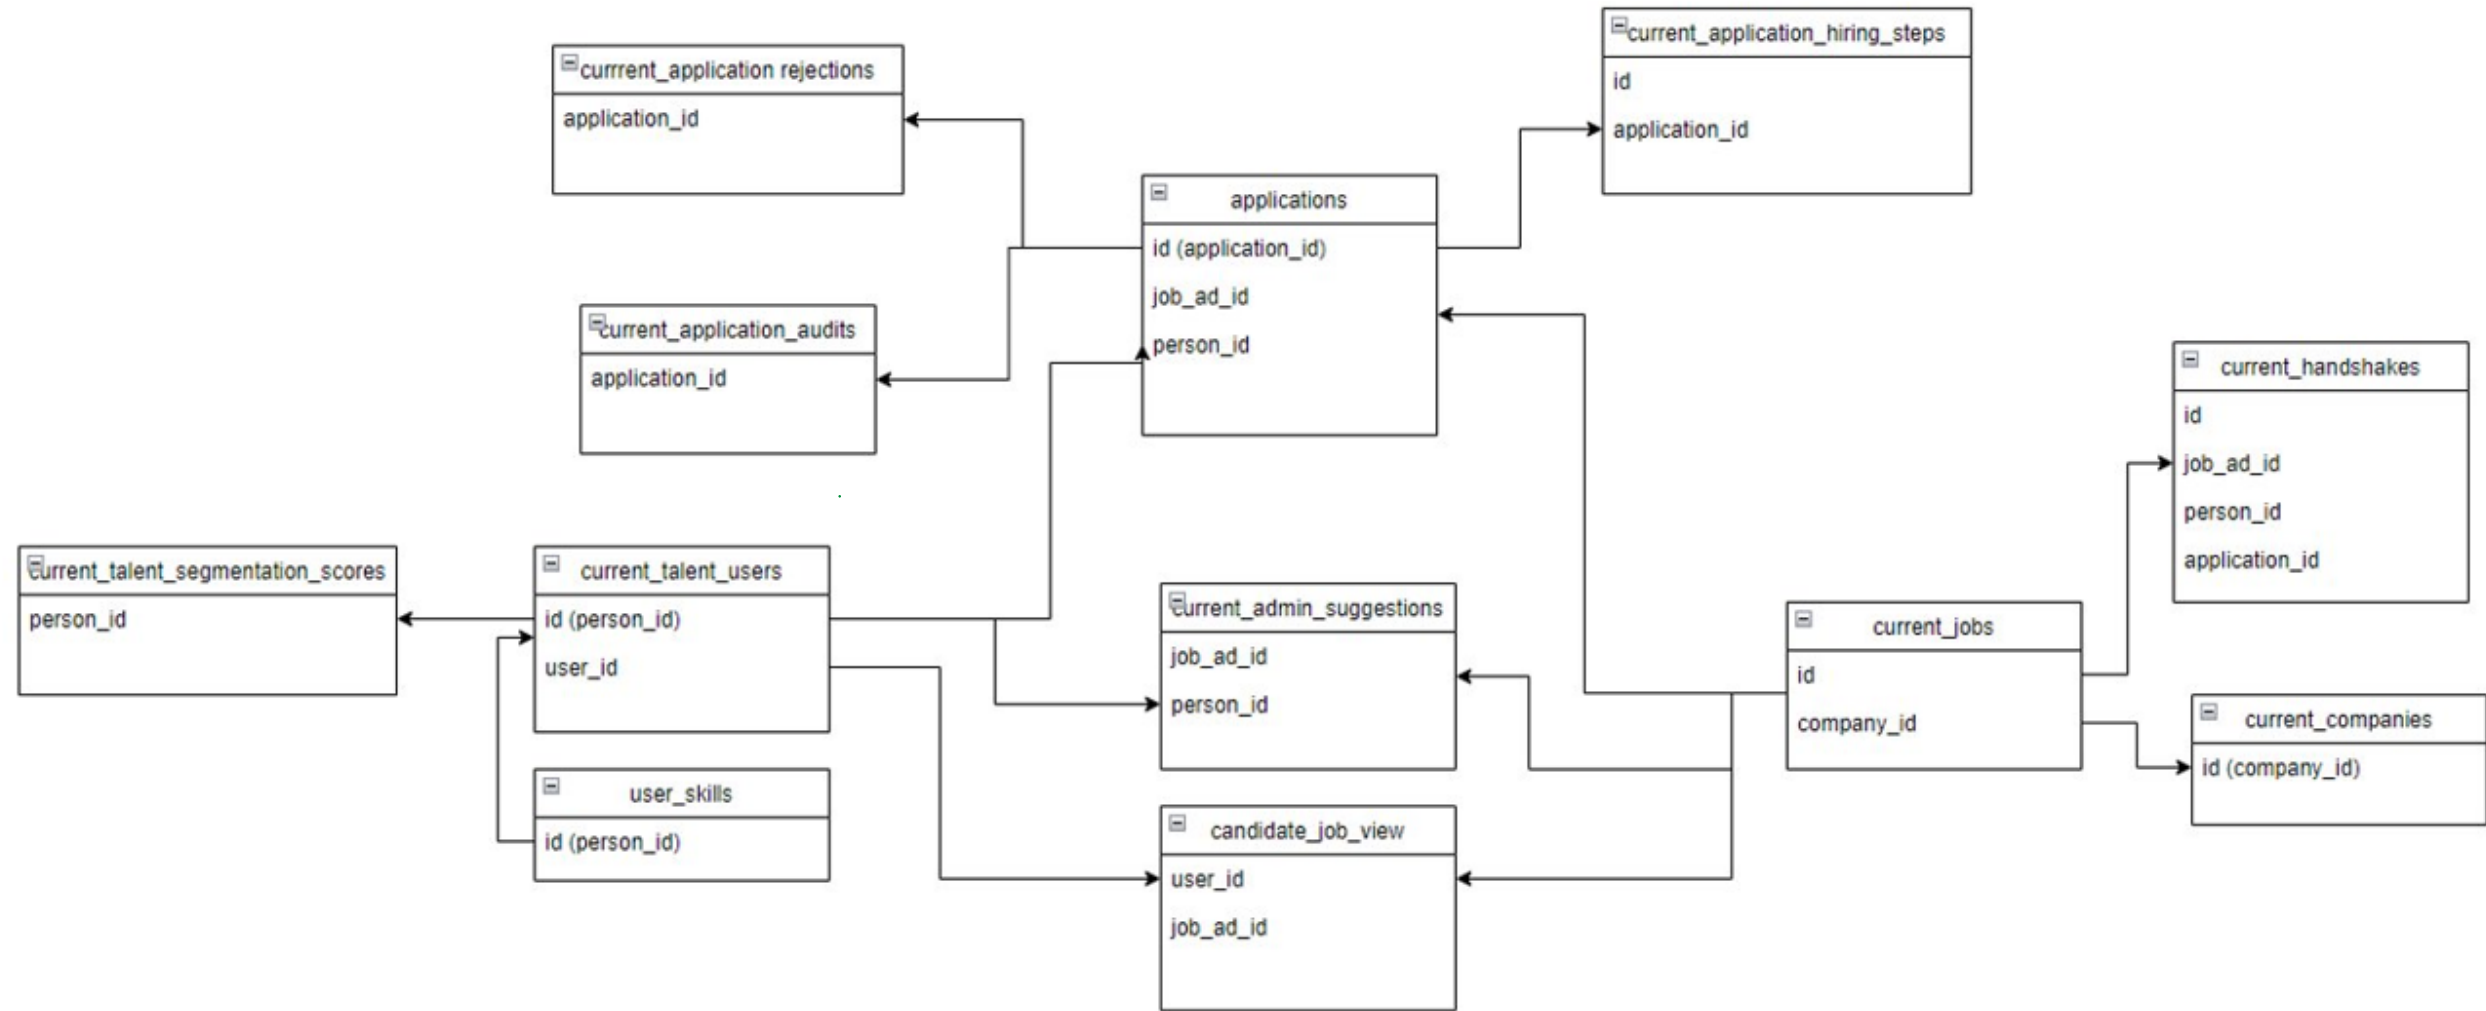 currrent_application rejections
application_id
current_application_hiring_steps
id
application_id
applications
id (application_id)
job_ad_id
person_id
current_application_audits
application_id
current_handshakes
id
job_ad_id
person_id
application_id
current_talent_segmentation_scores
person_id
current_talent_users
id (person_id)
user_id
user_skills
id (person_id)
current_admin_suggestions
job_ad_id
person_id
candidate_job_view
user_id
job_ad_id
current_jobs
id
company_id
current_companies
id (company_id)